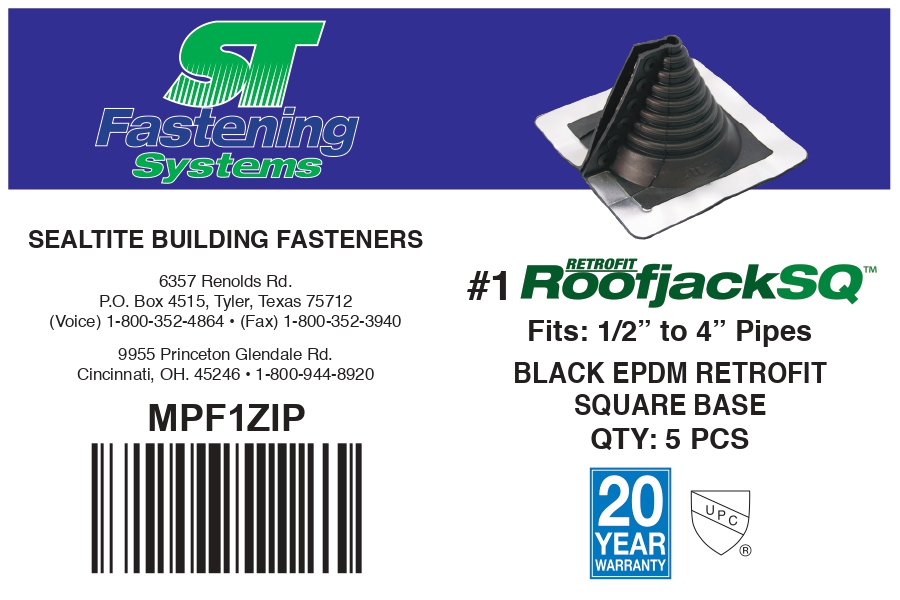 ST
Fastening
Systems
SEALTITE BUILDING FASTENERS
6357 Renolds Rd.
P.O. Box 4515, Tyler, Texas 75712
(Voice) 1-800-352-4864 • (Fax) 1-800-352-3940
9955 Princeton Glendale Rd.
Cincinnati, OH. 45246 • 1-800-944-8920
MPF1ZIP
RETROFIT
#1 RoofjackSQ™
Fits: 1/2” to 4” Pipes
BLACK EPDM RETROFIT
SQUARE BASE
QTY: 5 PCS
20
YEAR
WARRANTY
UPC
®